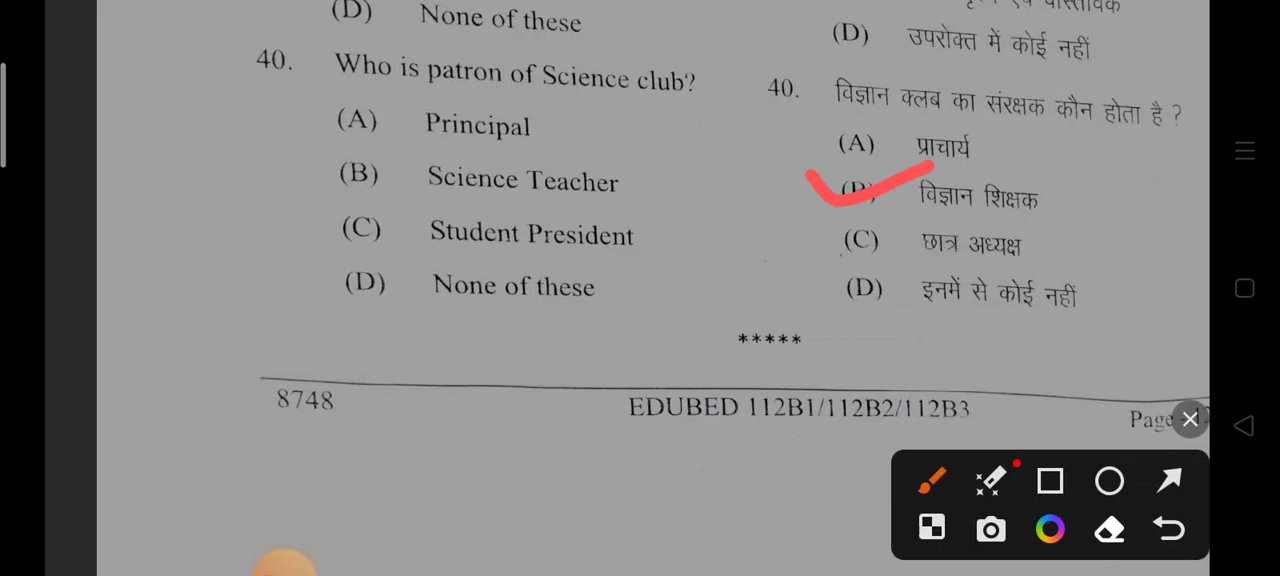 (D) None of these
40. Who is patron of Science club?
(A) Principal
(B) Science Teacher
(C) Student President
(D) None of these
(D) उपरोक्त में कोई नहीं
40. विज्ञान क्लब का संरक्षक कौन होता है ?
(A) प्राचार्य
(B) विज्ञान शिक्षक
(C) छात्र अध्यक्ष
(D) इनमें से कोई नहीं
*****
8748 EDUBED 112B1/112B2/112B3 Page